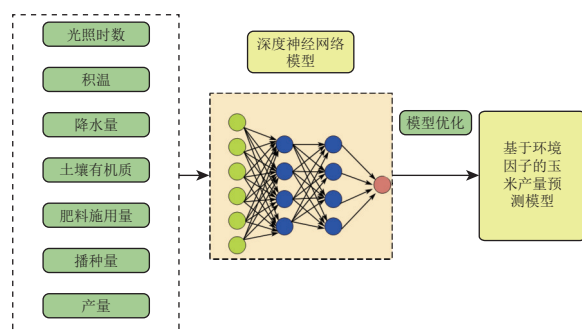 光照时数
积温
降水量
土壤有机质
肥料施用量
播种量
产量
深度神经网络
模型
模型优化
基于环境
因子的玉
米产量预
测模型